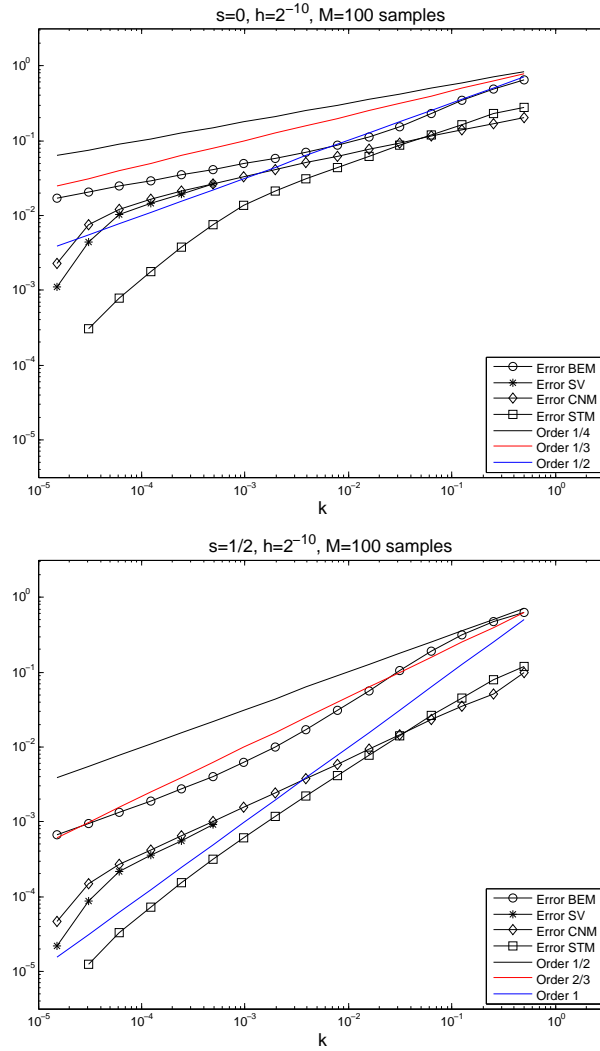 s=0, h=2^{-10}, M=100 samples
10^0
10^{-1}
10^{-2}
10^{-3}
10^{-4}
10^{-5}
Error BEM
Error SV
Error CNM
Error STM
Order 1/4
Order 1/3
Order 1/2
10^{-5} 10^{-4} 10^{-3} 10^{-2} 10^{-1} 10^0
k
s=1/2, h=2^{-10}, M=100 samples
10^0
10^{-1}
10^{-2}
10^{-3}
10^{-4}
10^{-5}
Error BEM
Error SV
Error CNM
Error STM
Order 1/2
Order 2/3
Order 1
10^{-5} 10^{-4} 10^{-3} 10^{-2} 10^{-1} 10^0
k